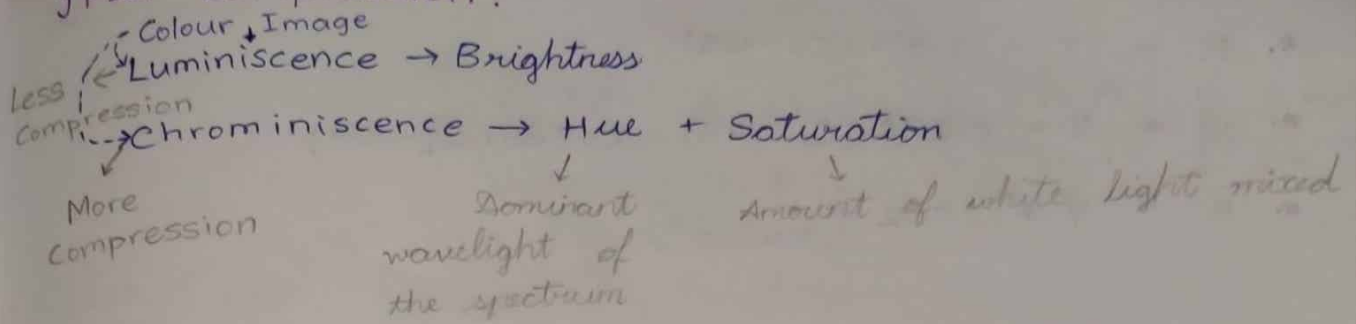 Colour Image
Luminiscence → Brightness
Less
Compression
Chrominiscence → Hue + Saturation
More
Compression
Dominant
wavelight of
the spectrum
Amount of white light mixed